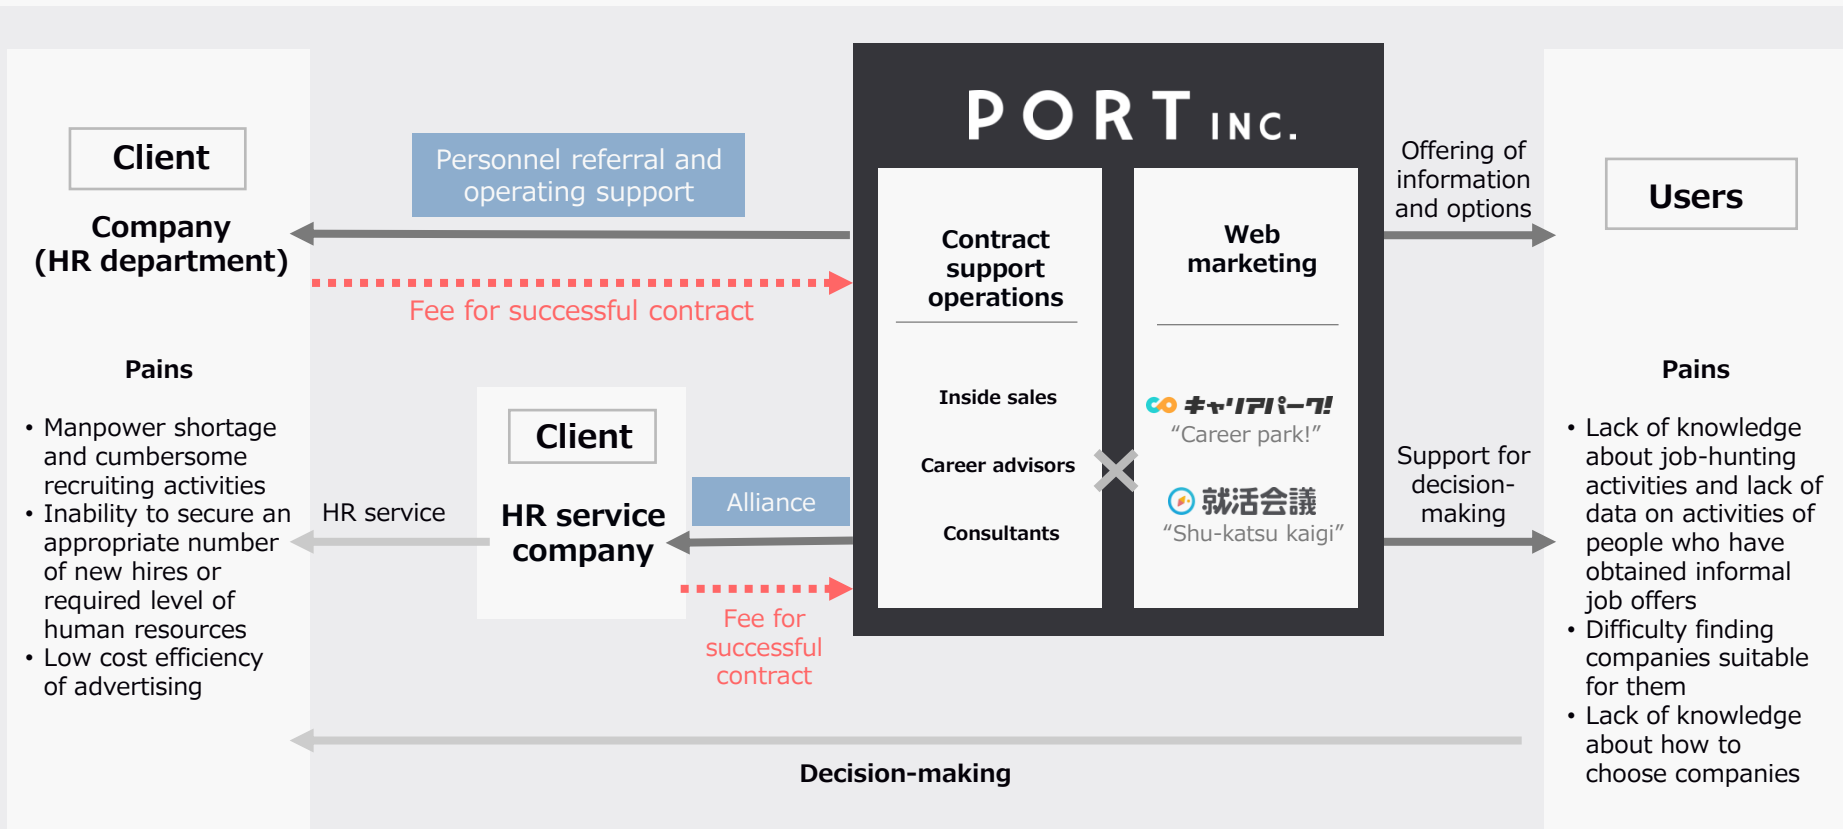 Client
Company
(HR department)
Pains
• Manpower shortage
and cumbersome
recruiting activities
• Inability to secure an
appropriate number
of new hires or
required level of
human resources
• Low cost efficiency
of advertising
Personnel referral and
operating support
Fee for successful contract
HR service
Client
HR service
company
Alliance
Fee for
successful
contract
PORT INC.
Contract
support
operations
Inside sales
Career advisors
Consultants
Web
marketing
キャリアパーク!
“Career park!”
就活会議
“Shu-katsu kaigi”
Offering of
information
and options
Support for
decision-
making
Users
Pains
• Lack of knowledge
about job-hunting
activities and lack of
data on activities of
people who have
obtained informal
job offers
• Difficulty finding
companies suitable
for them
• Lack of knowledge
about how to
choose companies
Decision-making